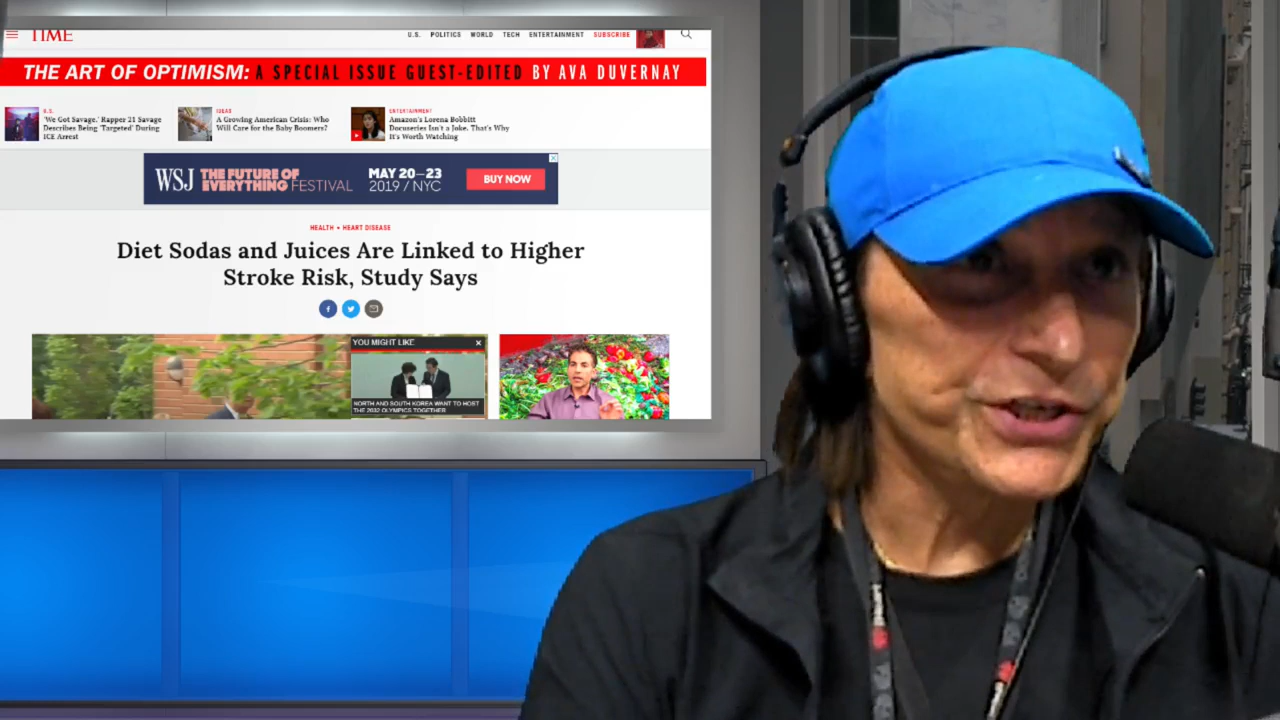 TIME
U.S. POLITICS WORLD TECH ENTERTAINMENT SUBSCRIBE
THE ART OF OPTIMISM: A SPECIAL ISSUE GUEST-EDITED BY AVA DUVERNAY
U.S.
'We Got Savage.' Rapper 21 Savage
Describes Being 'Targeted' During
ICE Arrest
IDEAS
A Growing American Crisis: Who
Will Care for the Baby Boomers?
ENTERTAINMENT
Amazon's Lorena Bobbitt
Docuseries Isn't a Joke. That's Why
It's Worth Watching
WSJ THE FUTURE OF
EVERYTHING FESTIVAL
MAY 20–23
2019 / NYC
BUY NOW
HEALTH • HEART DISEASE
Diet Sodas and Juices Are Linked to Higher
Stroke Risk, Study Says
YOU MIGHT LIKE
NORTH AND SOUTH KOREA WANT TO HOST
THE 2032 OLYMPICS TOGETHER